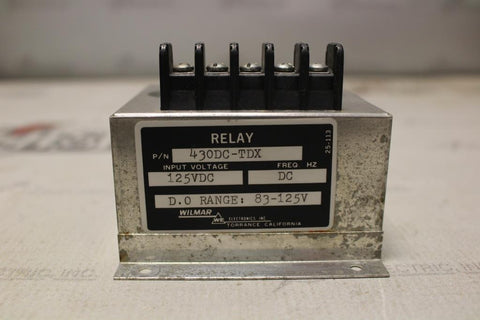 RELAY
P/N 430DC-TDX
INPUT VOLTAGE FREQ. HZ
125VDC DC
D.O RANGE: 83-125V
WILMAR WE ELECTRONICS, INC.
TORRANCE CALIFORNIA
25-113